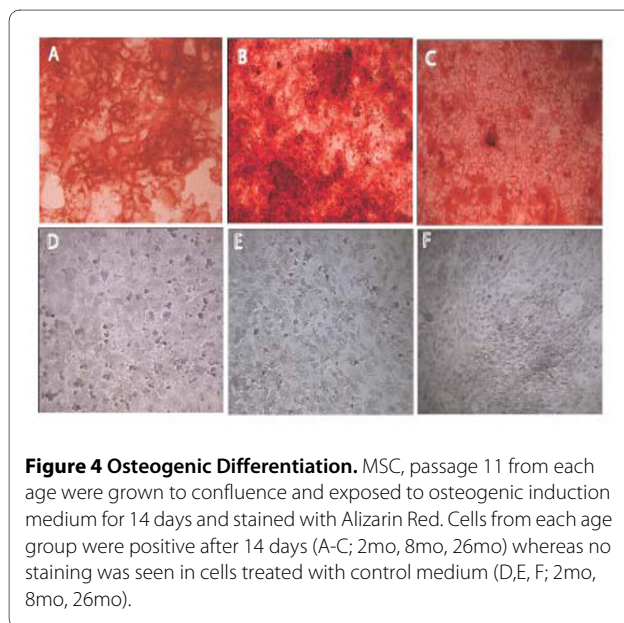 A
B
C
D
E
F
Figure 4 Osteogenic Differentiation. MSC, passage 11 from each
age were grown to confluence and exposed to osteogenic induction
medium for 14 days and stained with Alizarin Red. Cells from each age
group were positive after 14 days (A-C; 2mo, 8mo, 26mo) whereas no
staining was seen in cells treated with control medium (D,E, F; 2mo,
8mo, 26mo).